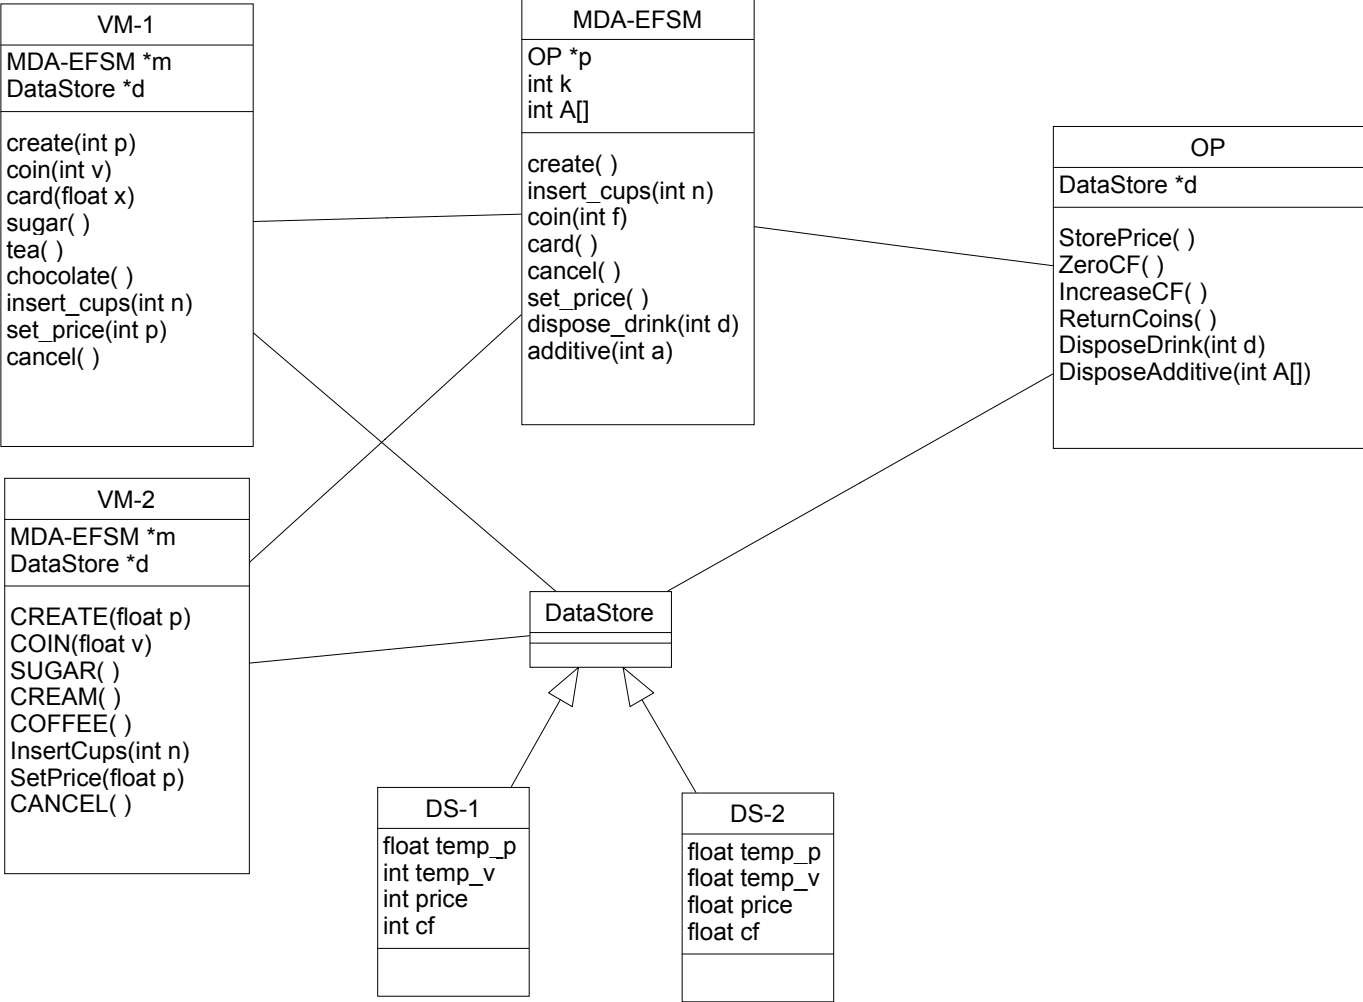 VM-1
MDA-EFSM *m
DataStore *d
create(int p)
coin(int v)
card(float x)
sugar( )
tea( )
chocolate( )
insert_cups(int n)
set_price(int p)
cancel( )
MDA-EFSM
OP *p
int k
int A[]
create( )
insert_cups(int n)
coin(int f)
card( )
cancel( )
set_price( )
dispose_drink(int d)
additive(int a)
OP
DataStore *d
StorePrice( )
ZeroCF( )
IncreaseCF( )
ReturnCoins( )
DisposeDrink(int d)
DisposeAdditive(int A[])
VM-2
MDA-EFSM *m
DataStore *d
CREATE(float p)
COIN(float v)
SUGAR( )
CREAM( )
COFFEE( )
InsertCups(int n)
SetPrice(float p)
CANCEL( )
DataStore
DS-1
float temp_p
int temp_v
int price
int cf
DS-2
float temp_p
float temp_v
float price
float cf